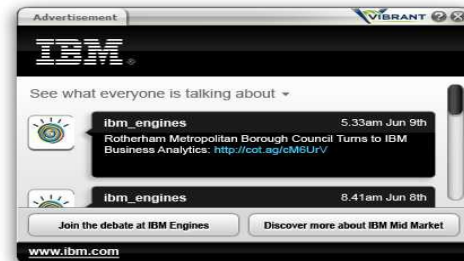 Advertisement
VIBRANT
IBM®
See what everyone is talking about
ibm_engines 5.33am Jun 9th
Rotherham Metropolitan Borough Council Turns to IBM
Business Analytics: http://cot.ag/cM6UrV
ibm_engines 8.41am Jun 8th
Join the debate at IBM Engines
Discover more about IBM Mid Market
www.ibm.com